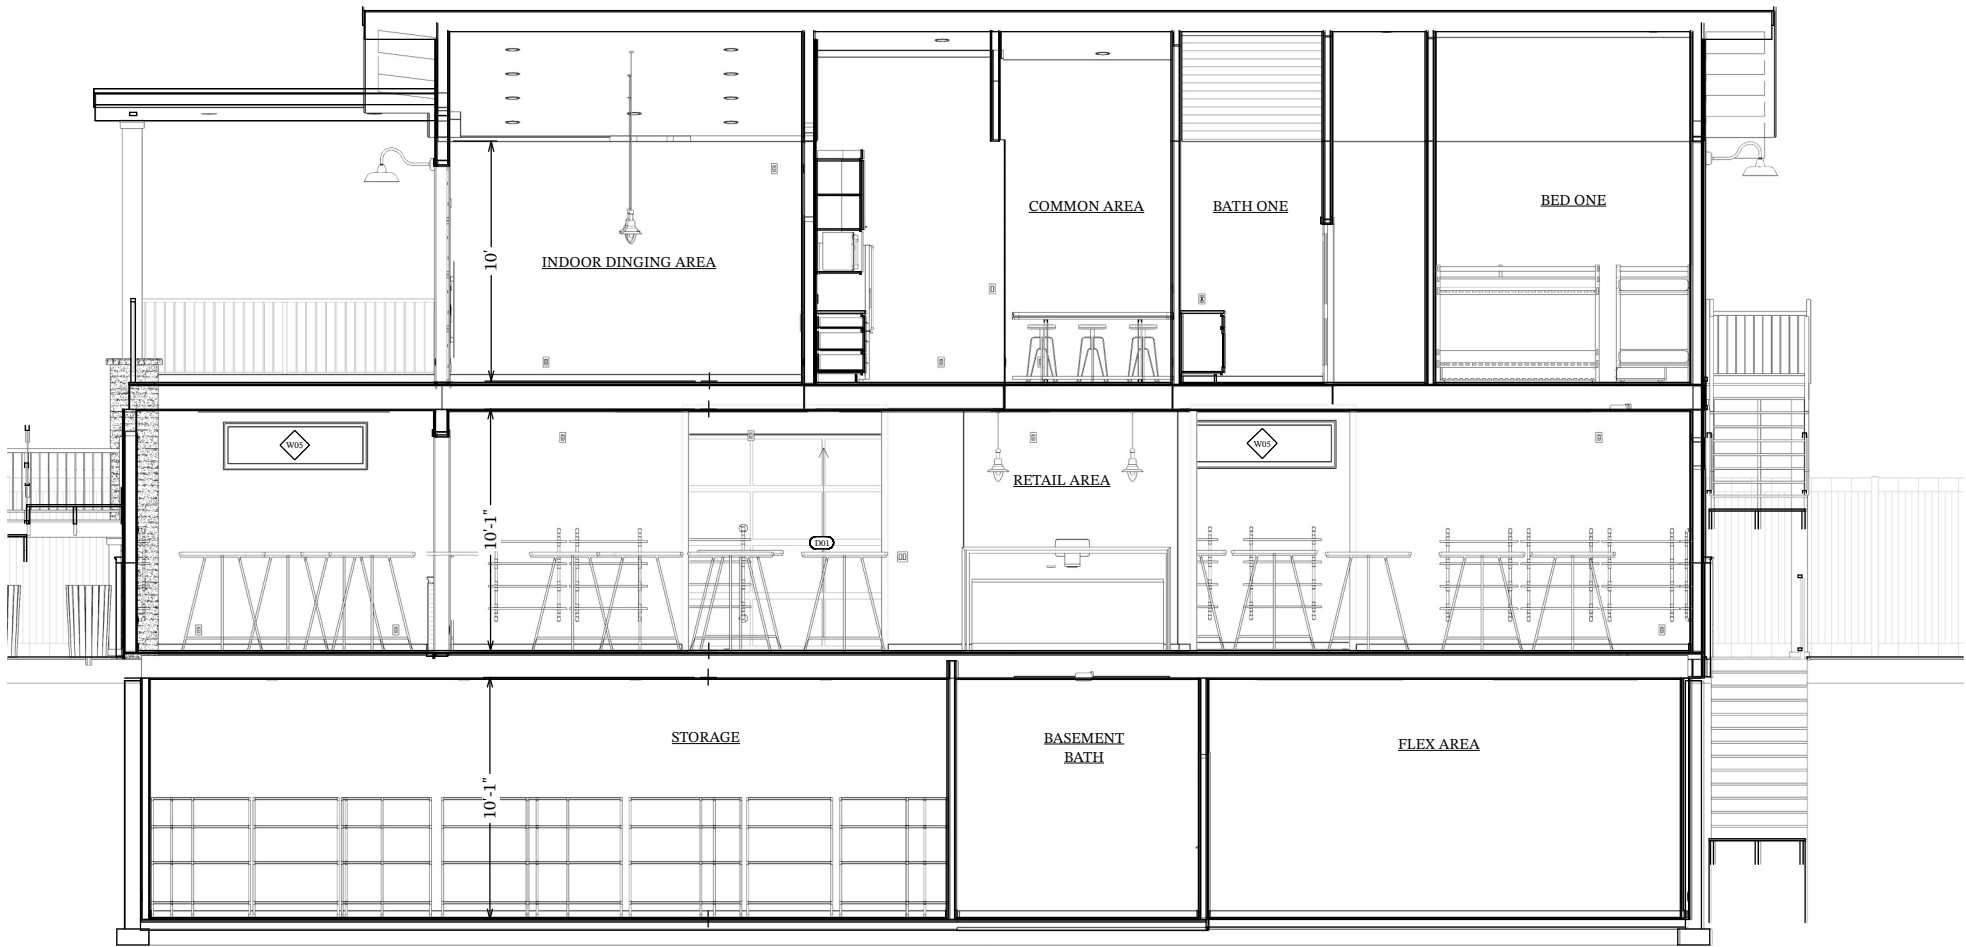 COMMON AREA
BATH ONE
BED ONE
INDOOR DINGING AREA
10'
W05
W05
RETAIL AREA
10'-1"
D01
STORAGE
BASEMENT
BATH
FLEX AREA
10'-1"